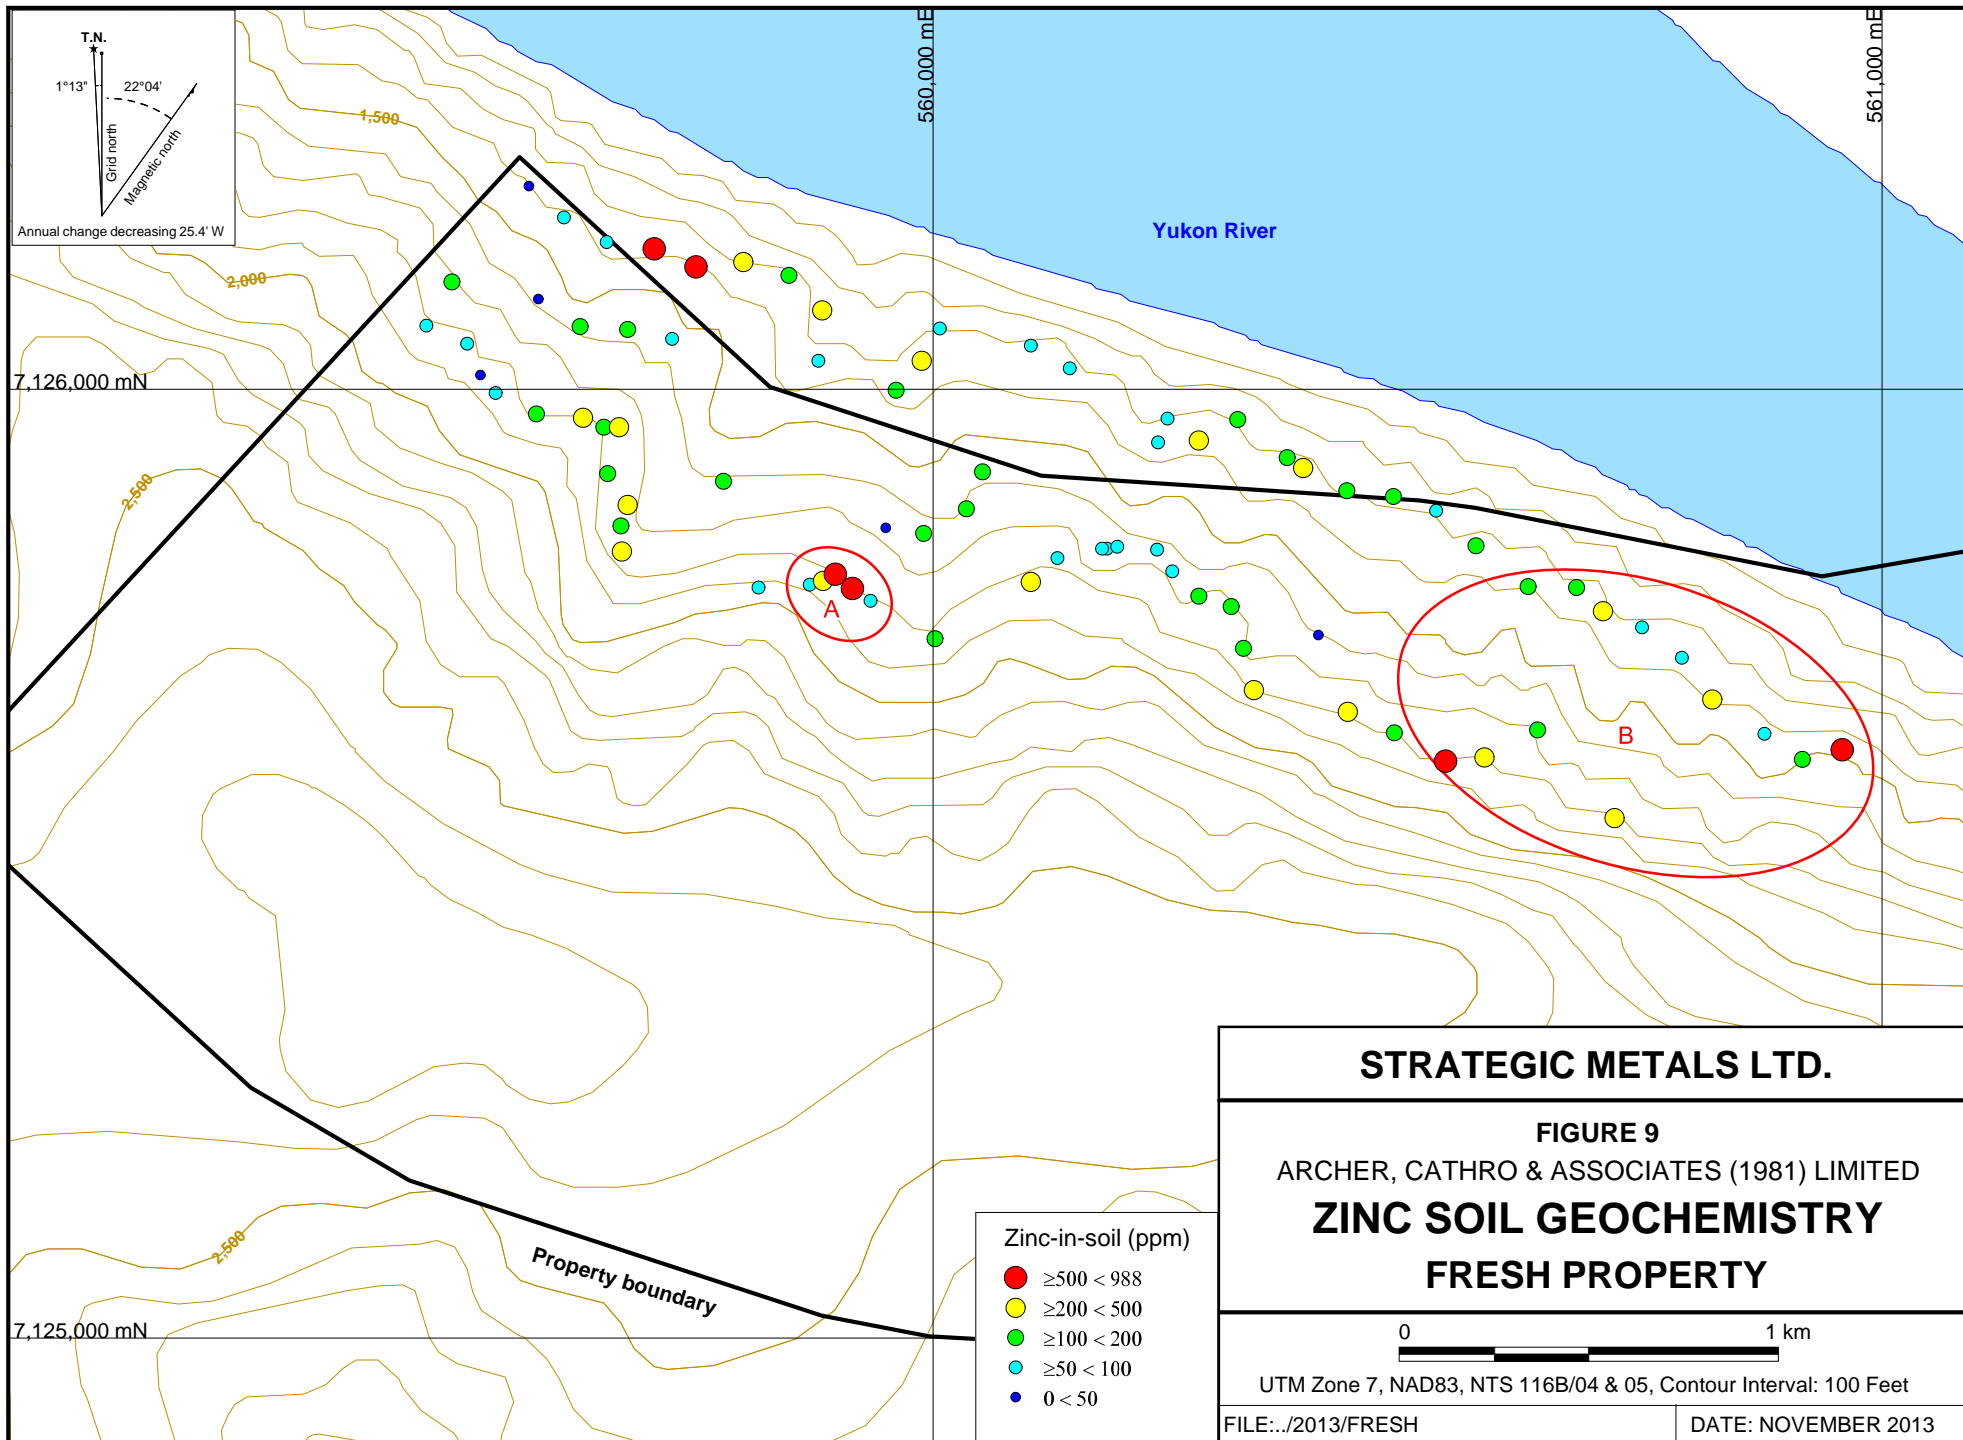 T.N.
1°13"
22°04'
Grid north
Magnetic north
Annual change decreasing 25.4' W
560,000 mE
561,000 mE
1,500
Yukon River
2,000
7,126,000 mN
2,500
A
B
2,500
Property boundary
7,125,000 mN
Zinc-in-soil (ppm)
≥500 < 988
≥200 < 500
≥100 < 200
≥50 < 100
0 < 50
STRATEGIC METALS LTD.
FIGURE 9
ARCHER, CATHRO & ASSOCIATES (1981) LIMITED
ZINC SOIL GEOCHEMISTRY
FRESH PROPERTY
0 1 km
UTM Zone 7, NAD83, NTS 116B/04 & 05, Contour Interval: 100 Feet
FILE:../2013/FRESH
DATE: NOVEMBER 2013